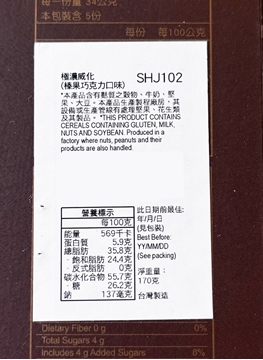 每一份量 34公克
本包裝含 5份
每份 每100公克
極濃威化 SHJ102
(榛果巧克力口味)
*本產品含有麩質之穀物、牛奶、堅
果、大豆。本產品生產製程廠房，其
設備或生產管線有處理堅果、花生類
及其製品。*THIS PRODUCT CONTAINS
CEREALS CONTAINING GLUTEN, MILK,
NUTS AND SOYBEAN. Produced in a
factory where nuts, peanuts and their
products are also handled.
營養標示
每100克
能量 569千卡
蛋白質 5.9克
總脂肪 35.8克
- 飽和脂肪 24.4克
- 反式脂肪 0克
碳水化合物 55.7克
- 糖 26.2克
鈉 137毫克
此日期前最佳:
年/月/日
(見包裝)
Best Before:
YY/MM/DD
(See packing)
淨重量：
170克
台灣製造
Dietary Fiber 0 g 0%
Total Sugars 4 g
Includes 4 g Added Sugars 8%